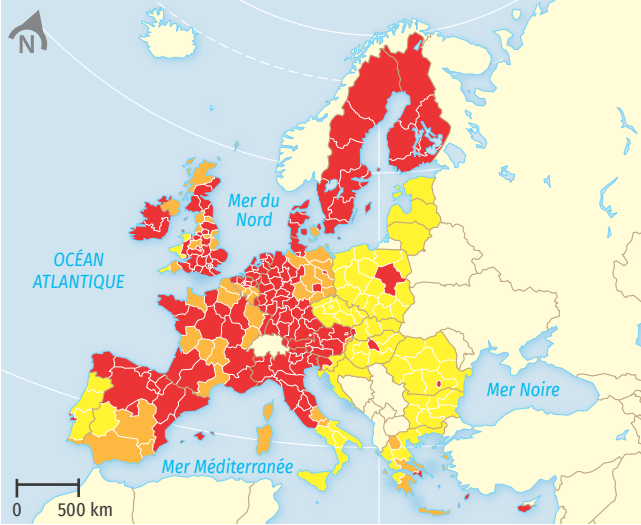 N
Mer du
Nord
OCÉAN
ATLANTIQUE
Mer Noire
Mer Méditerranée
0
500 km